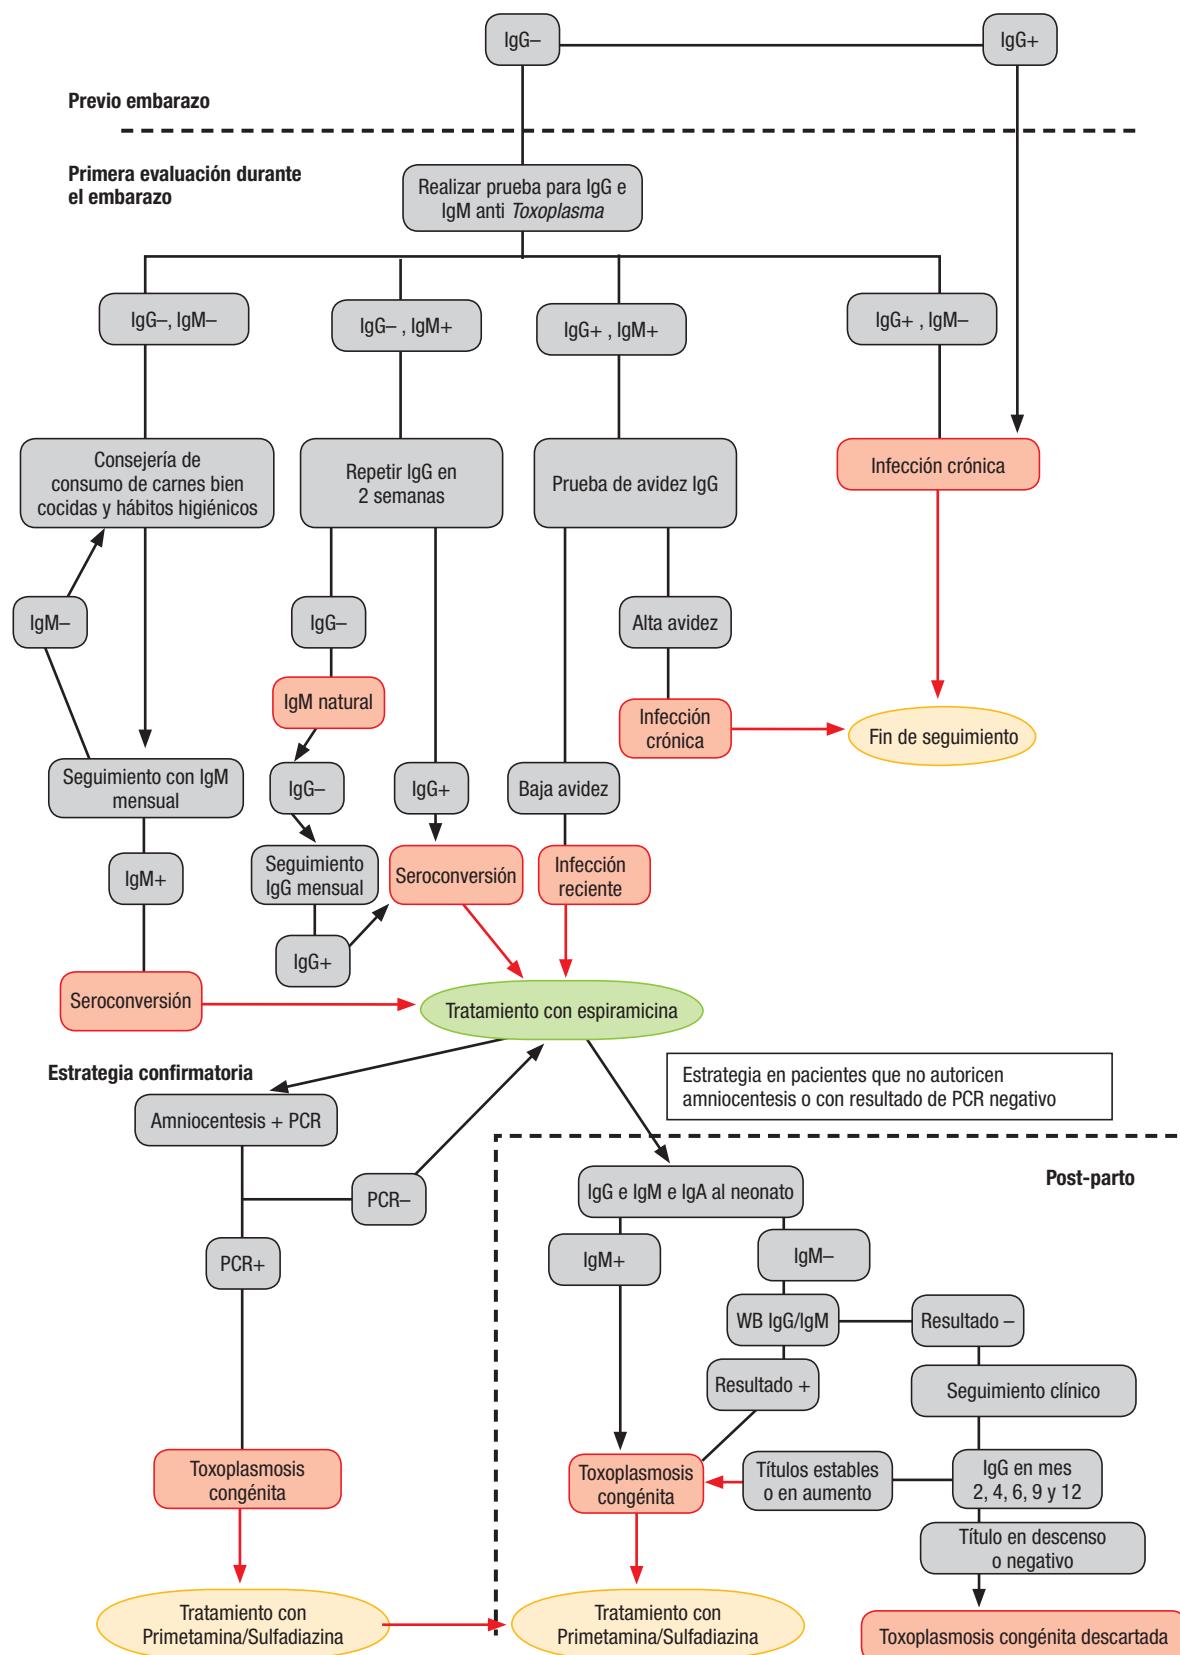 IgG–
IgG+
Previo embarazo
Primera evaluación durante
el embarazo
Realizar prueba para IgG e
IgM anti Toxoplasma
IgG–, IgM–
IgG– , IgM+
IgG+ , IgM+
IgG+ , IgM–
Consejería de
consumo de carnes bien
cocidas y hábitos higiénicos
Repetir IgG en
2 semanas
Prueba de avidez IgG
Infección crónica
IgM–
IgG–
Alta avidez
IgM natural
Infección
crónica
Fin de seguimiento
Seguimiento con IgM
mensual
IgG–
IgG+
Baja avidez
IgM+
Seguimiento
IgG mensual
Seroconversión
Infección
reciente
IgG+
Seroconversión
Tratamiento con espiramicina
Estrategia confirmatoria
Estrategia en pacientes que no autoricen
amniocentesis o con resultado de PCR negativo
Amniocentesis + PCR
Post-parto
PCR–
IgG e IgM e IgA al neonato
PCR+
IgM+
IgM–
WB IgG/IgM
Resultado –
Resultado +
Seguimiento clínico
Toxoplasmosis
congénita
Toxoplasmosis
congénita
Títulos estables
o en aumento
IgG en mes
2, 4, 6, 9 y 12
Título en descenso
o negativo
Tratamiento con
Primetamina/Sulfadiazina
Tratamiento con
Primetamina/Sulfadiazina
Toxoplasmosis congénita descartada